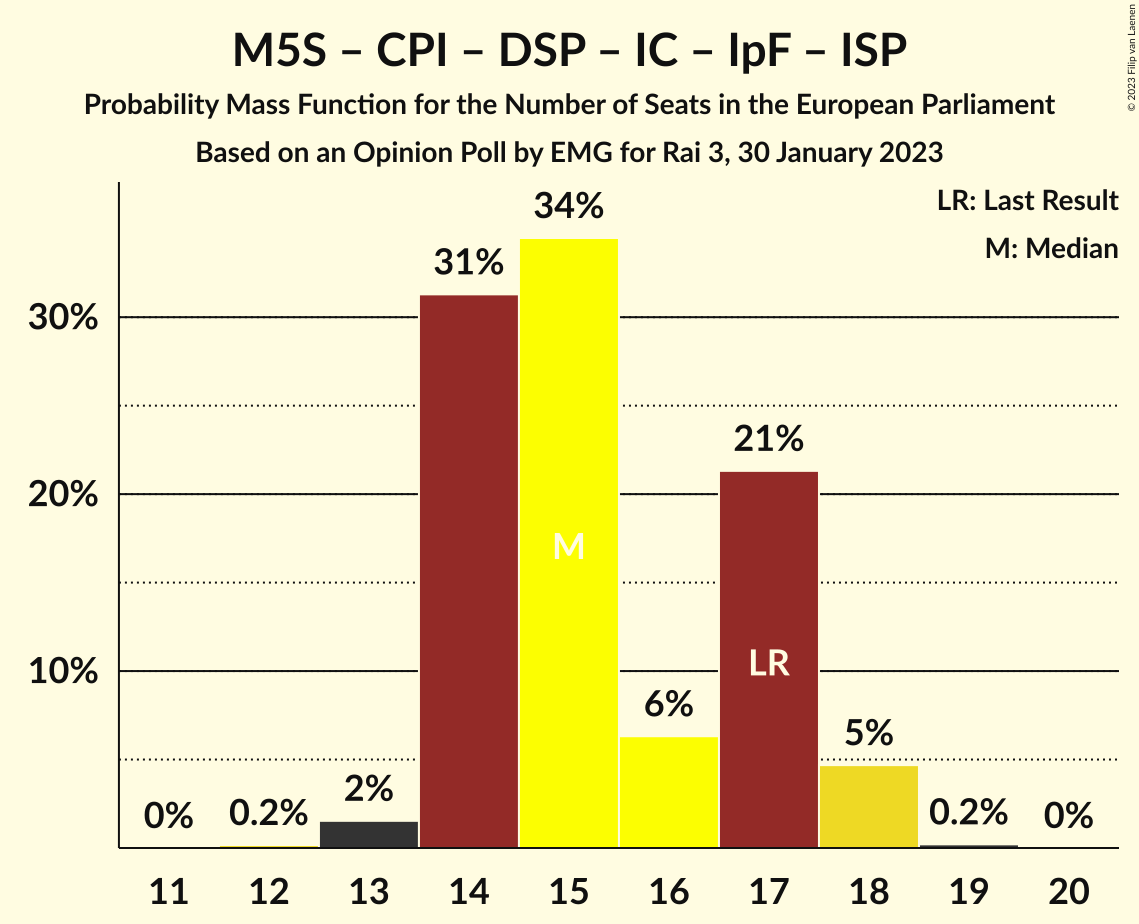 M5S – CPI – DSP – IC – IpF – ISP
Probability Mass Function for the Number of Seats in the European Parliament
Based on an Opinion Poll by EMG for Rai 3, 30 January 2023
© 2023 Filip van Laenen
LR: Last Result
M: Median
34%
31%
30%
21%
20%
M
LR
10%
6%
5%
2%
0%
0.2%
0.2%
0%
11 12 13 14 15 16 17 18 19 20